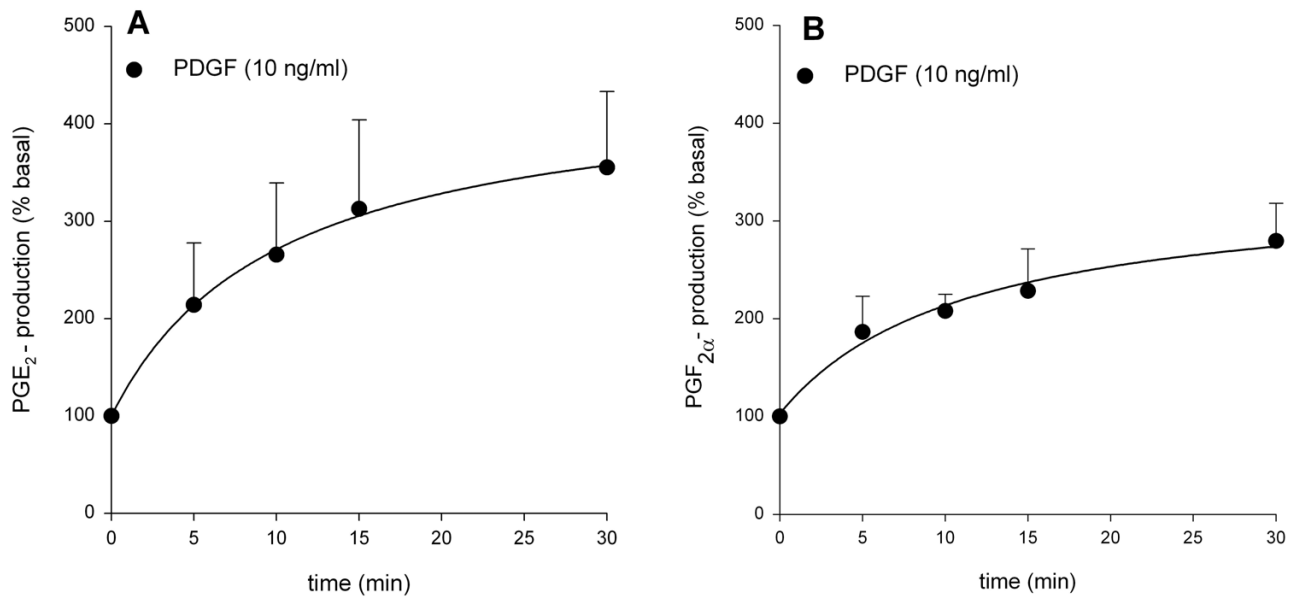 A
PDGF (10 ng/ml)
PGE2 - production (% basal)
500
400
300
200
100
0
0 5 10 15 20 25 30
time (min)
B
PDGF (10 ng/ml)
PGF2α - production (% basal)
500
400
300
200
100
0
0 5 10 15 20 25 30
time (min)